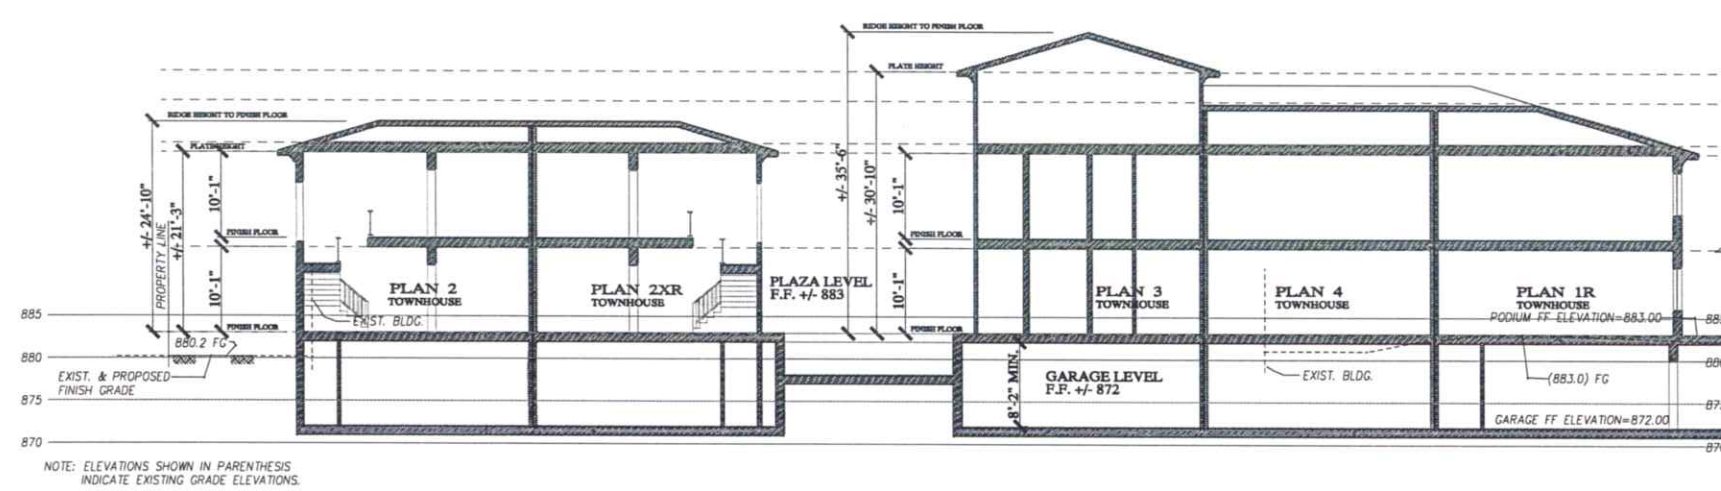 RIDGE HEIGHT TO FINISH FLOOR
PLATE HEIGHT
RIDGE HEIGHT TO FINISH FLOOR
PLATE HEIGHT
+/- 24'-10"
PROPERTY LINE
+/- 21'-3"
10'-1"
FINISH FLOOR
10'-1"
FINISH FLOOR
+/- 35'-6"
+/- 30'-10"
10'-1"
FINISH FLOOR
10'-1"
FINISH FLOOR
PLAN 2
TOWNHOUSE
PLAN 2XR
TOWNHOUSE
PLAZA LEVEL
F.F. +/- 883
PLAN 3
TOWNHOUSE
PLAN 4
TOWNHOUSE
PLAN 1R
TOWNHOUSE
PODIUM FF ELEVATION=883.00
885
EXIST. BLDG.
880.2 FG
880
EXIST. & PROPOSED
FINISH GRADE
8'-2" MIN.
GARAGE LEVEL
F.F. +/- 872
EXIST. BLDG.
(883.0) FG
875
GARAGE FF ELEVATION=872.00
870
NOTE: ELEVATIONS SHOWN IN PARENTHESIS
INDICATE EXISTING GRADE ELEVATIONS.